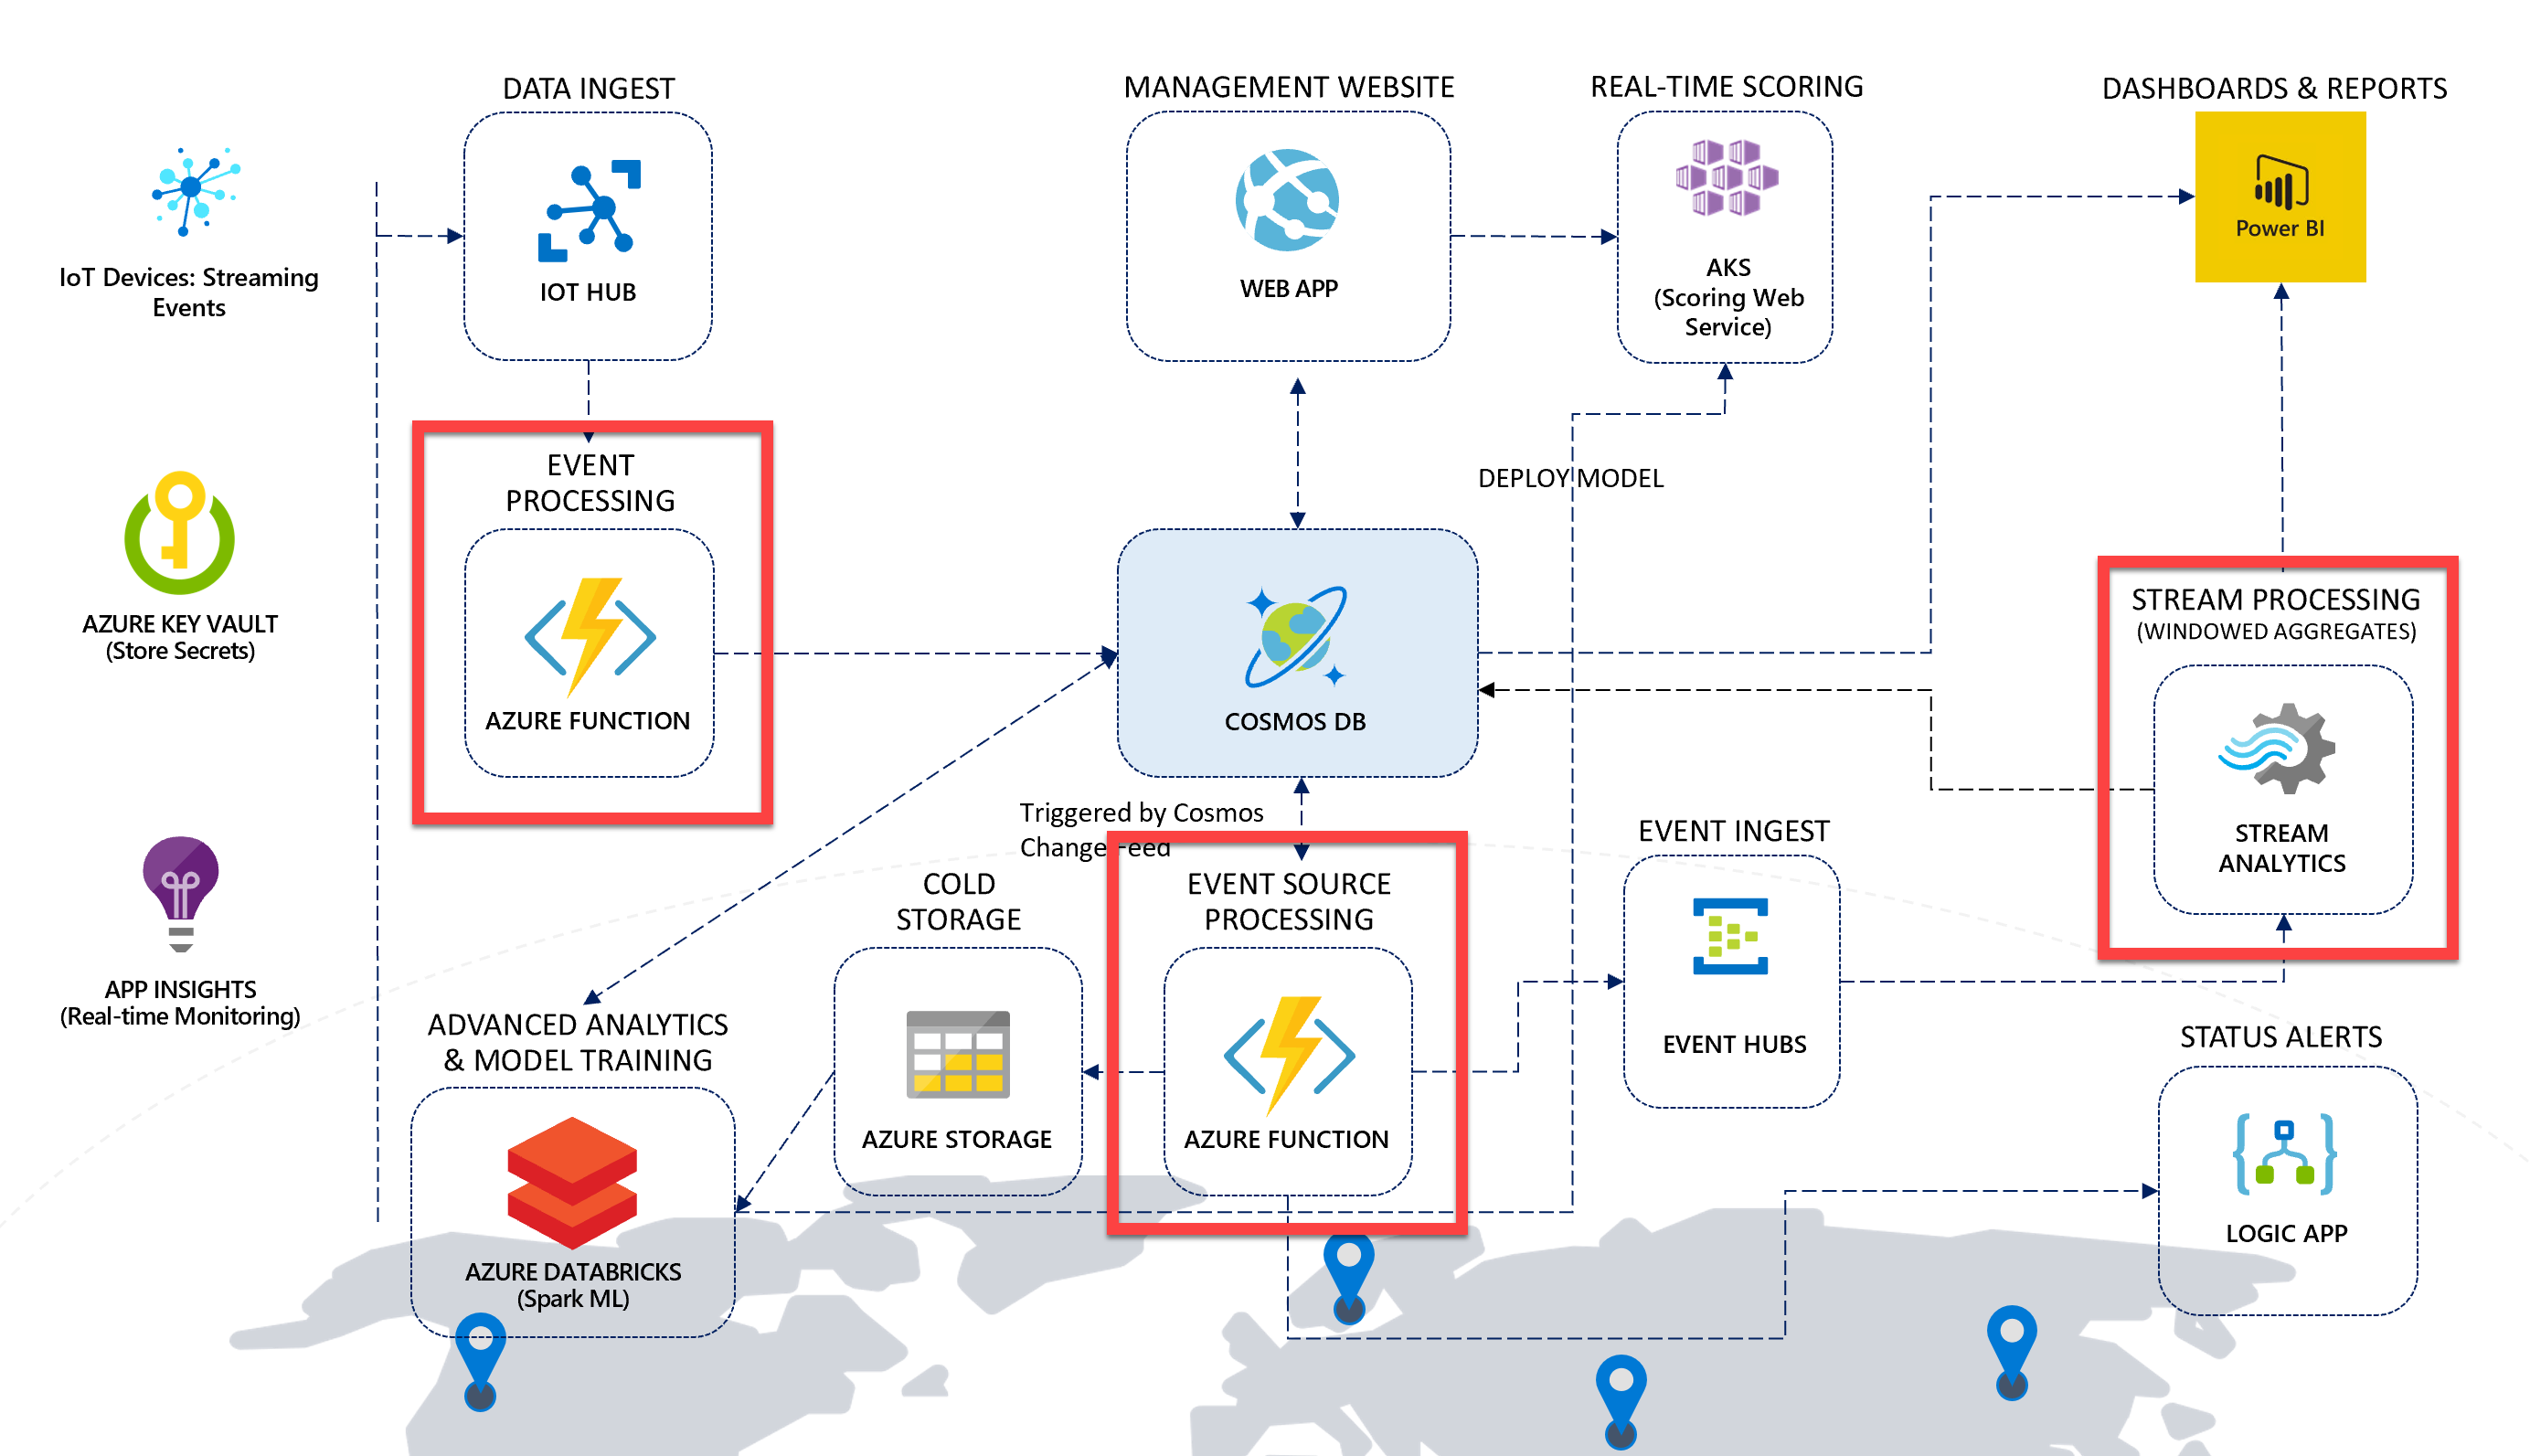 DATA INGEST
MANAGEMENT WEBSITE
REAL-TIME SCORING
DASHBOARDS & REPORTS
IoT Devices: Streaming
Events
IOT HUB
WEB APP
AKS
(Scoring Web
Service)
Power BI
EVENT
PROCESSING
AZURE FUNCTION
AZURE KEY VAULT
(Store Secrets)
DEPLOY MODEL
COSMOS DB
STREAM PROCESSING
(WINDOWED AGGREGATES)
STREAM
ANALYTICS
Triggered by Cosmos
Change Feed
APP INSIGHTS
(Real-time Monitoring)
COLD
STORAGE
AZURE STORAGE
EVENT SOURCE
PROCESSING
AZURE FUNCTION
EVENT INGEST
EVENT HUBS
ADVANCED ANALYTICS
& MODEL TRAINING
AZURE DATABRICKS
(Spark ML)
STATUS ALERTS
LOGIC APP